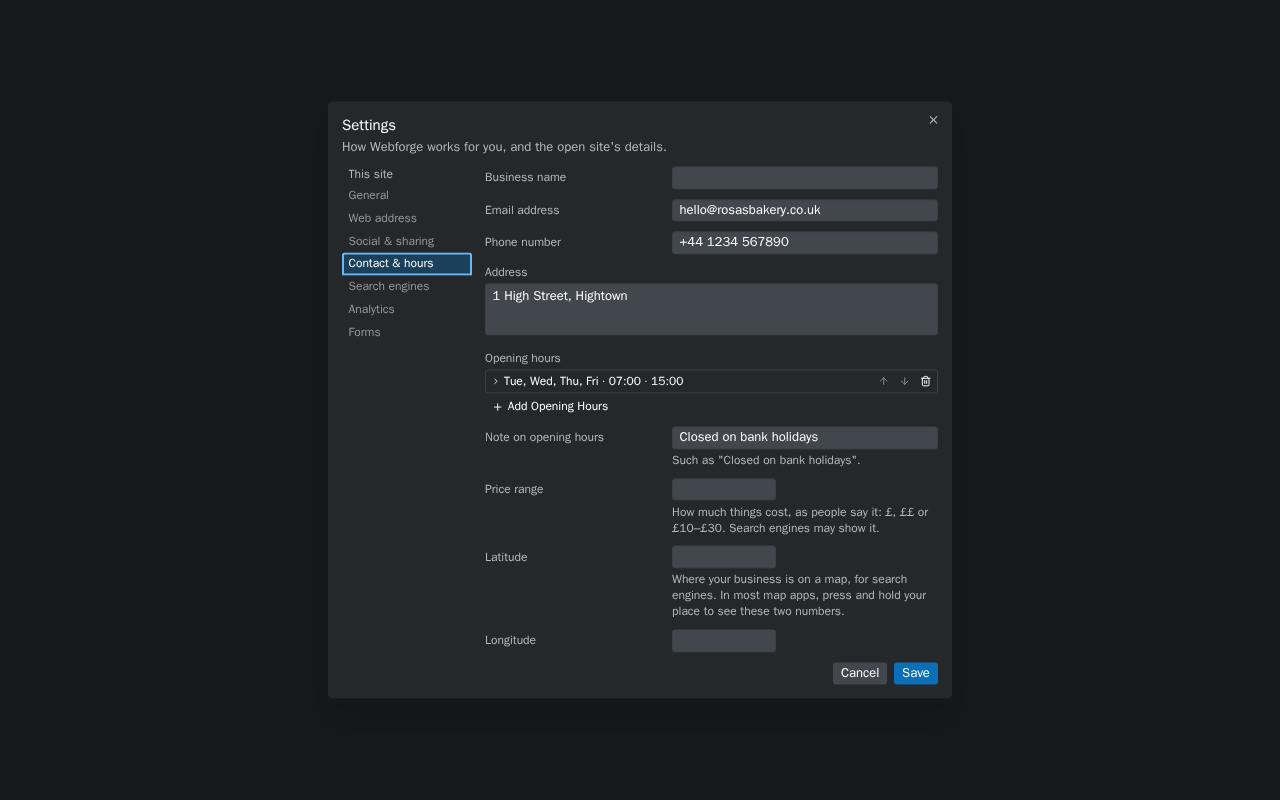 Settings
How Webforge works for you, and the open site's details.
This site
General
Web address
Social & sharing
Contact & hours
Search engines
Analytics
Forms
Business name
Email address
hello@rosasbakery.co.uk
Phone number
+44 1234 567890
Address
1 High Street, Hightown
Opening hours
Tue, Wed, Thu, Fri · 07:00 · 15:00
Add Opening Hours
Note on opening hours
Closed on bank holidays
Such as "Closed on bank holidays".
Price range
How much things cost, as people say it: £, ££ or
£10–£30. Search engines may show it.
Latitude
Where your business is on a map, for search
engines. In most map apps, press and hold your
place to see these two numbers.
Longitude
Cancel
Save